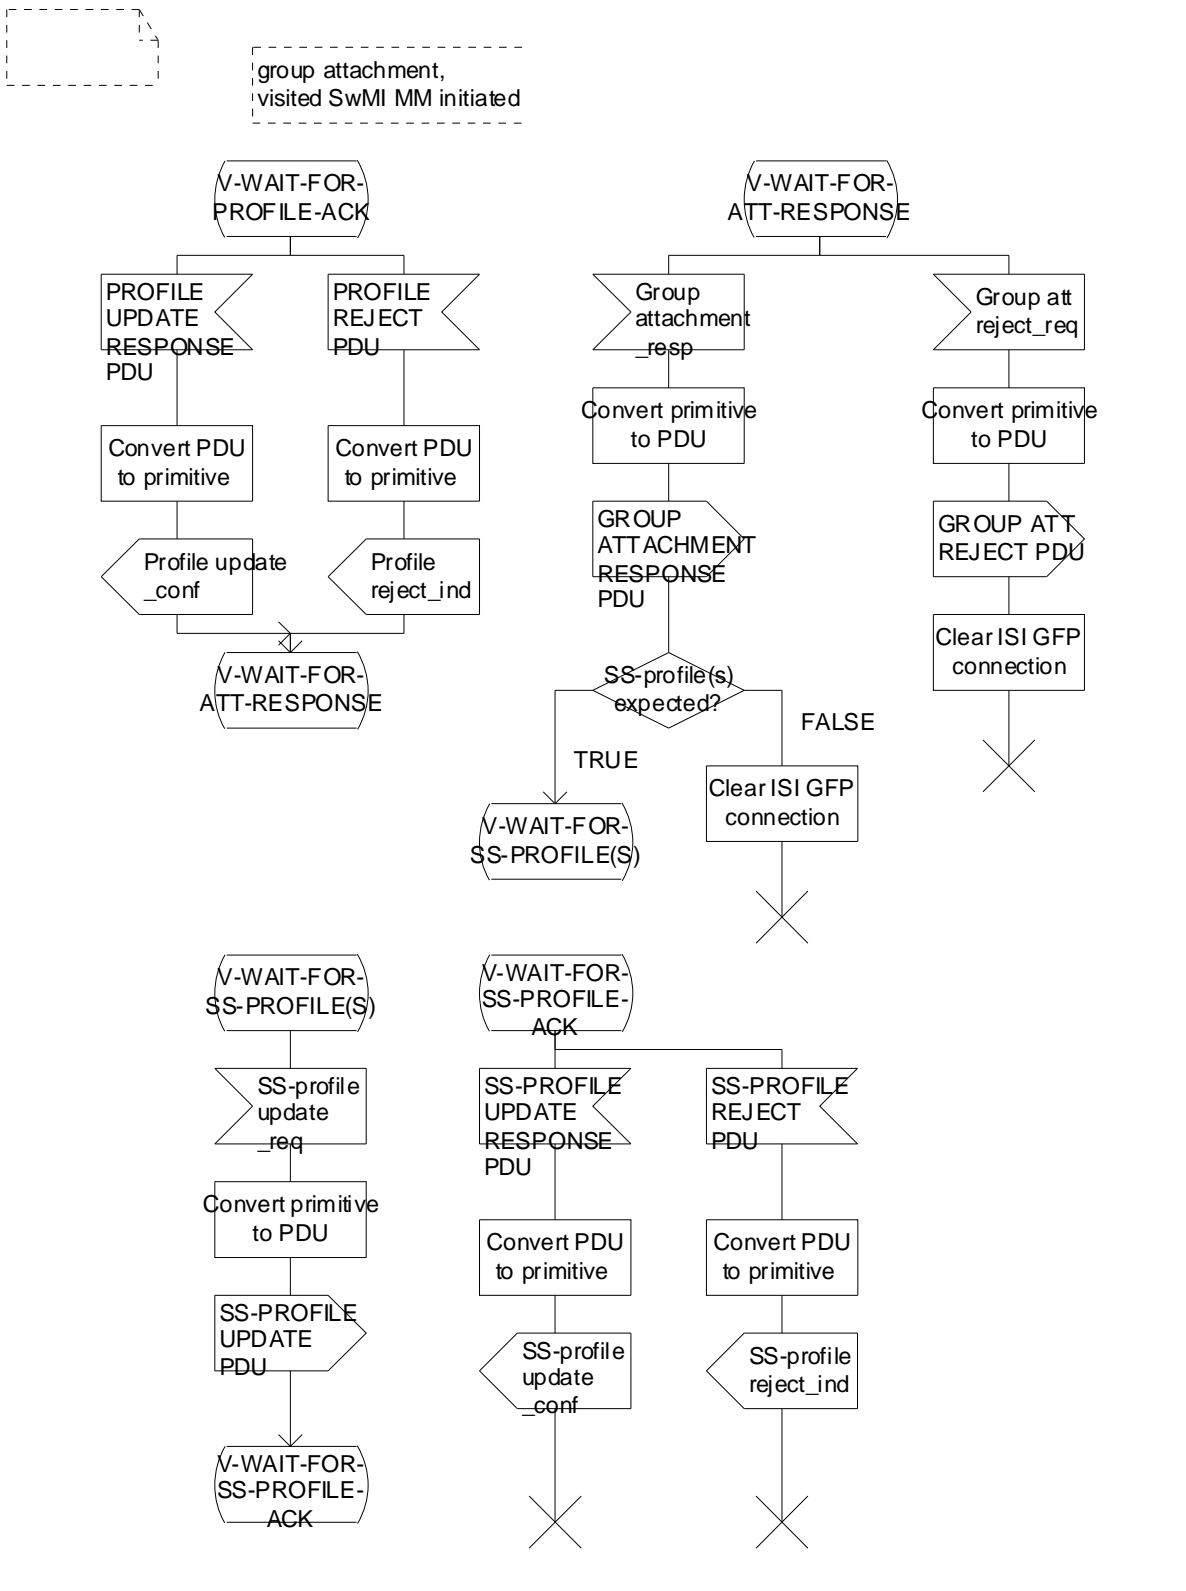 group attachment,
visited SwMI MM initiated
V-WAIT-FOR-
PROFILE-ACK
PROFILE
UPDATE
RESPONSE
PDU
Convert PDU
to primitive
Profile update
_conf
PROFILE
REJECT
PDU
Convert PDU
to primitive
Profile
reject_ind
V-WAIT-FOR-
ATT-RESPONSE
V-WAIT-FOR-
ATT-RESPONSE
Group
attachment
_resp
Convert primitive
to PDU
GROUP
ATTACHMENT
RESPONSE
PDU
SS-profile(s)
expected?
TRUE
V-WAIT-FOR-
SS-PROFILE(S)
FALSE
Clear ISI GFP
connection
Group att
reject_req
Convert primitive
to PDU
GROUP ATT
REJECT PDU
Clear ISI GFP
connection
V-WAIT-FOR-
SS-PROFILE(S)
SS-profile
update
_req
Convert primitive
to PDU
SS-PROFILE
UPDATE
PDU
V-WAIT-FOR-
SS-PROFILE-
ACK
V-WAIT-FOR-
SS-PROFILE-
ACK
SS-PROFILE
UPDATE
RESPONSE
PDU
Convert PDU
to primitive
SS-profile
update
_conf
SS-PROFILE
REJECT
PDU
Convert PDU
to primitive
SS-profile
reject_ind